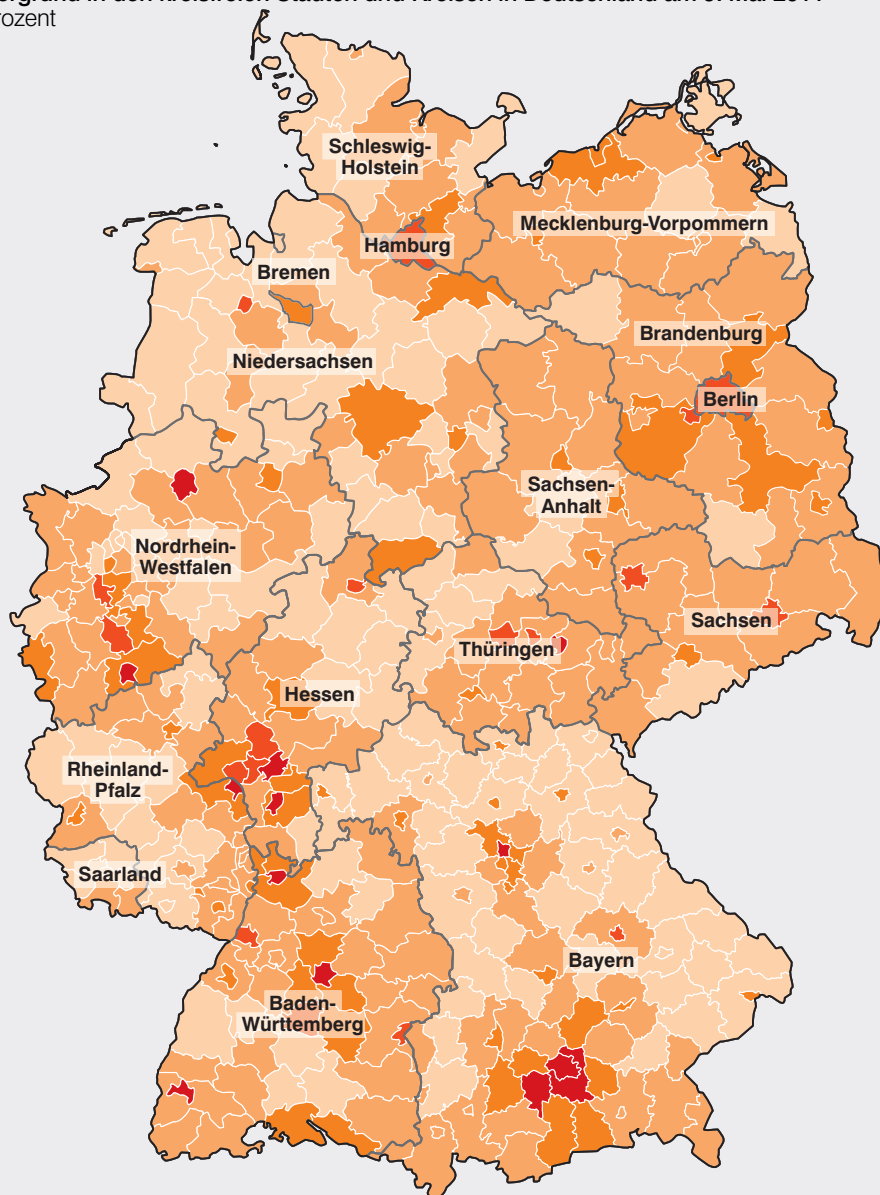 rozent
Schleswig-
Holstein
Mecklenburg-Vorpommern
Hamburg
Bremen
Brandenburg
Niedersachsen
Berlin
Sachsen-
Anhalt
Nordrhein-
Westfalen
Sachsen
Thüringen
Hessen
Rheinland-
Pfalz
Saarland
Bayern
Baden-
Württemberg